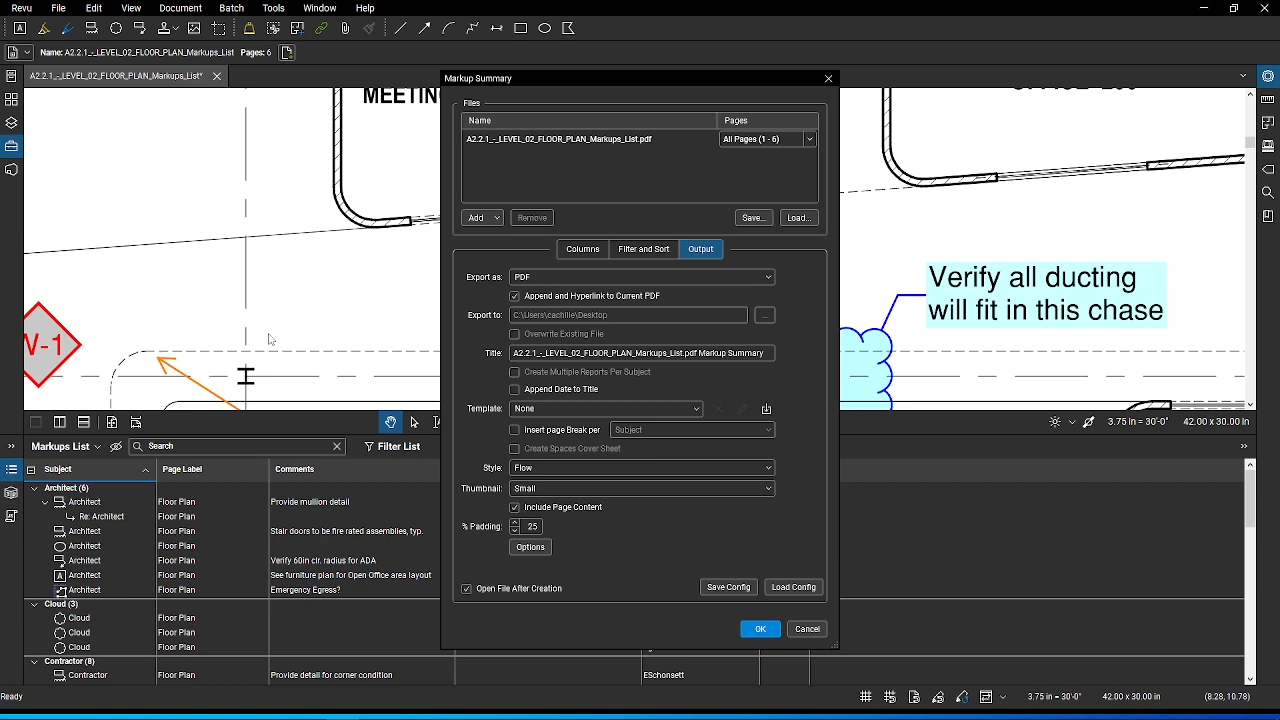 Revu File Edit View Document Batch Tools Window Help
Name: A2.2.1_-_LEVEL_02_FLOOR_PLAN_Markups_List Pages: 6
A2.2.1_-_LEVEL_02_FLOOR_PLAN_Markups_List*
MEETIN
V-1
Verify all ducting
will fit in this chase
Markup Summary
Files
Name Pages
A2.2.1_-_LEVEL_02_FLOOR_PLAN_Markups_List.pdf All Pages (1 - 6)
Add Remove Save... Load...
Columns Filter and Sort Output
Export as: PDF
Append and Hyperlink to Current PDF
Export to: C:\Users\cachille\Desktop ...
Overwrite Existing File
Title: A2.2.1_-_LEVEL_02_FLOOR_PLAN_Markups_List.pdf Markup Summary
Create Multiple Reports Per Subject
Append Date to Title
Template: None
Insert page Break per Subject
Create Spaces Cover Sheet
Style: Flow
Thumbnail: Small
Include Page Content
% Padding: 25
Options
Open File After Creation Save Config Load Config
OK Cancel
3.75 in = 30'-0" 42.00 x 30.00 in
Markups List Search Filter List
Subject Page Label Comments
Architect (6)
Architect Floor Plan Provide mullion detail
Re: Architect Floor Plan
Architect Floor Plan Stair doors to be fire rated assemblies, typ.
Architect Floor Plan
Architect Floor Plan Verify 60in cir. radius for ADA
Architect Floor Plan See furniture plan for Open Office area layout
Architect Floor Plan Emergency Egress?
Cloud (3)
Cloud Floor Plan
Cloud Floor Plan
Cloud Floor Plan
Contractor (8)
Contractor Floor Plan Provide detail for corner condition ESchonsett
Ready 3.75 in = 30'-0" 42.00 x 30.00 in (8.28, 10.78)